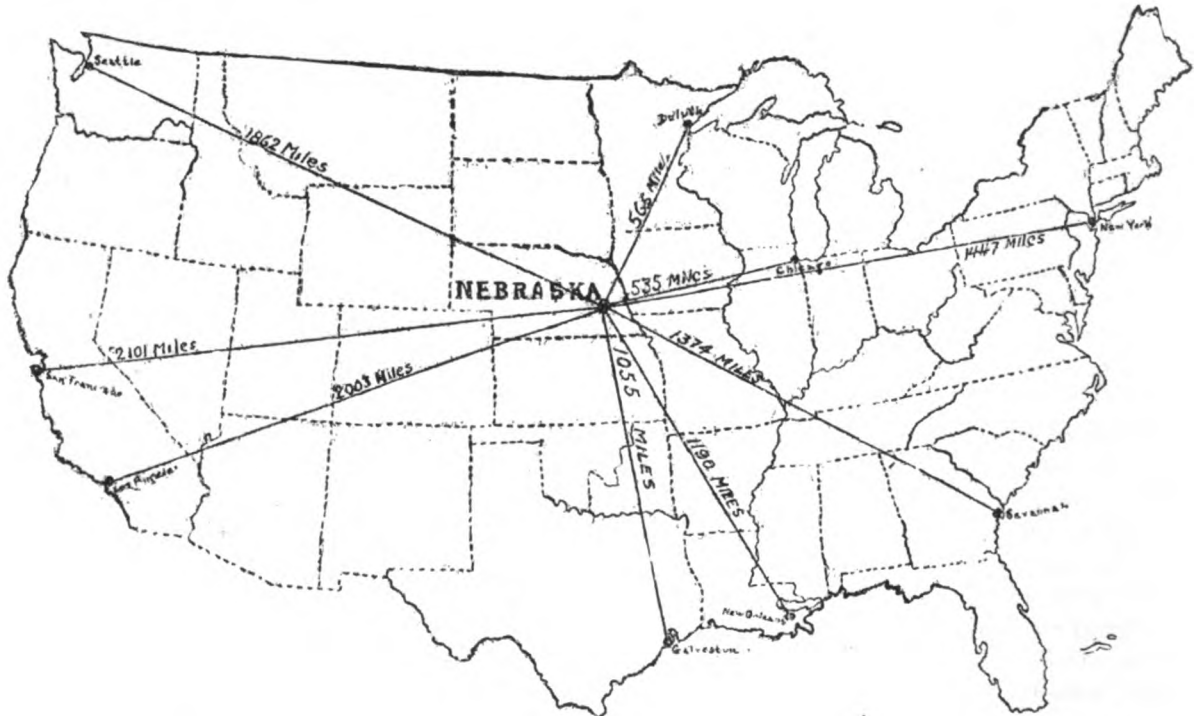 Seattle
1862 Miles
Duluth
565 Miles
New York
1447 MILES
Chicago
535 Miles
NEBRASKA
2101 Miles
San Francisco
2003 Miles
Los Angeles
1374 MILES
1055 MILES
1190 MILES
Savannah
New Orleans
Galveston